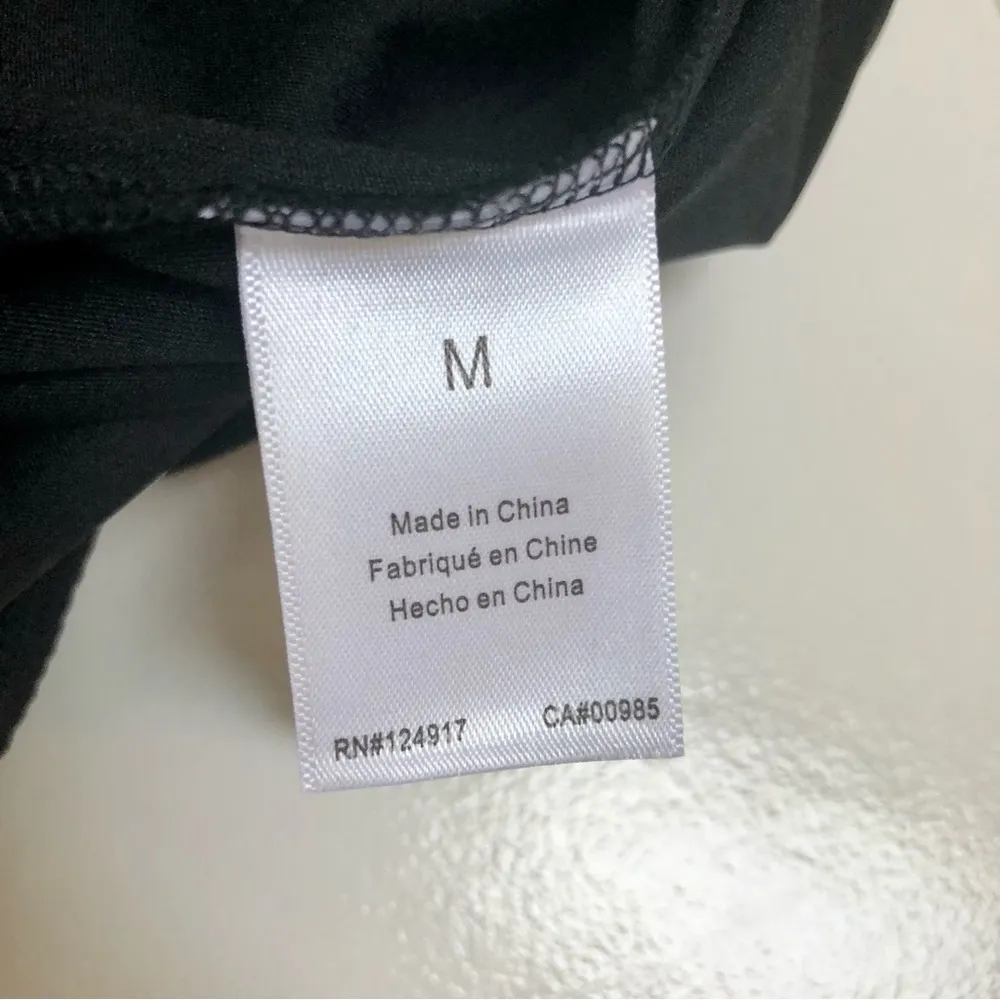 M
Made in China
Fabriqué en Chine
Hecho en China
RN#124917 CA#00985